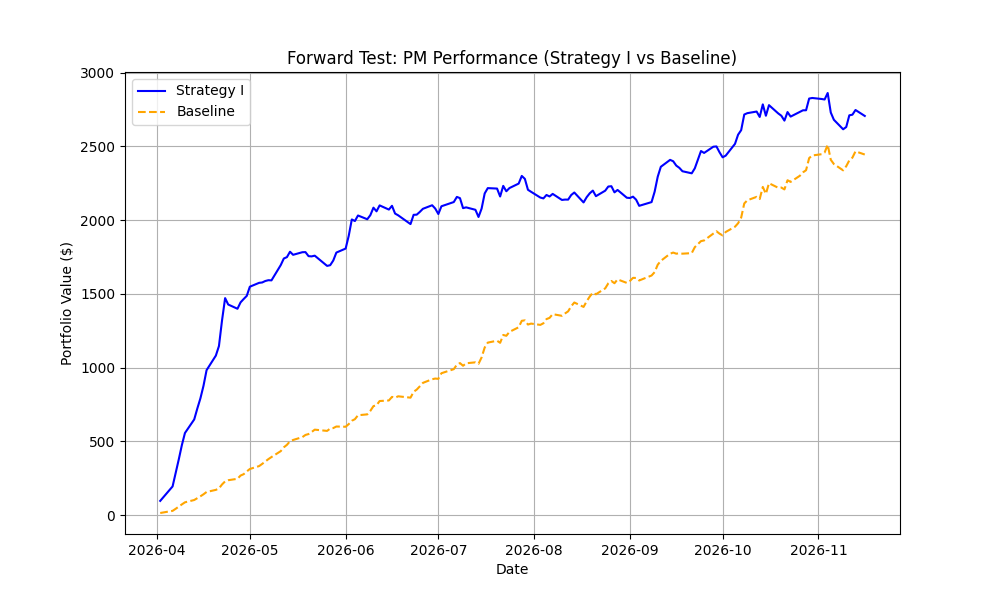 Forward Test: PM Performance (Strategy I vs Baseline)
Strategy I
Baseline
Portfolio Value ($)
3000
2500
2000
1500
1000
500
0
2026-04 2026-05 2026-06 2026-07 2026-08 2026-09 2026-10 2026-11
Date